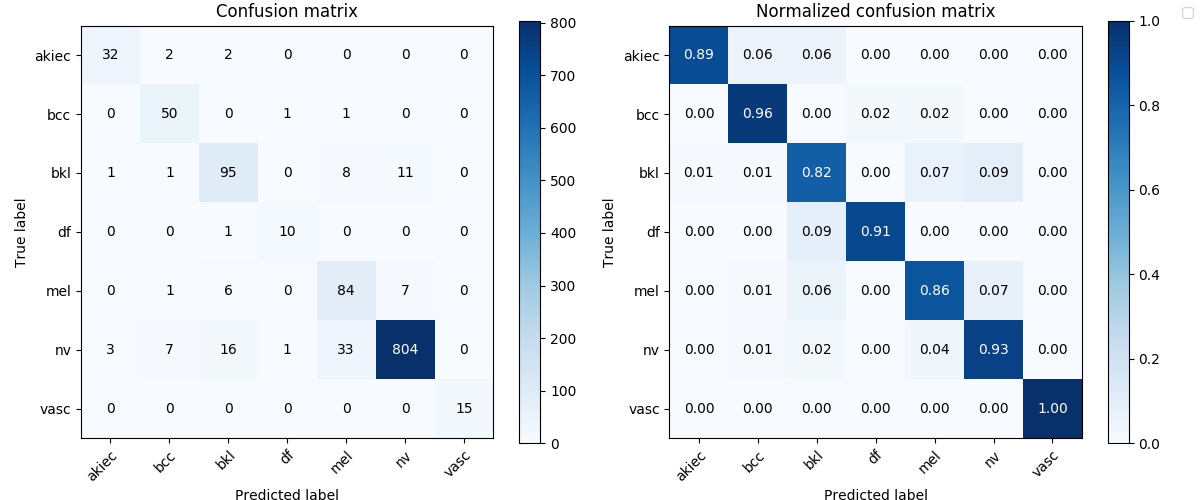 Confusion matrix
akiec 32 2 2 0 0 0 0
bcc 0 50 0 1 1 0 0
bkl 1 1 95 0 8 11 0
df 0 0 1 10 0 0 0
mel 0 1 6 0 84 7 0
nv 3 7 16 1 33 804 0
vasc 0 0 0 0 0 0 15
akiec bcc bkl df mel nv vasc
True label
Predicted label
800
700
600
500
400
300
200
100
0
Normalized confusion matrix
akiec 0.89 0.06 0.06 0.00 0.00 0.00 0.00
bcc 0.00 0.96 0.00 0.02 0.02 0.00 0.00
bkl 0.01 0.01 0.82 0.00 0.07 0.09 0.00
df 0.00 0.00 0.09 0.91 0.00 0.00 0.00
mel 0.00 0.01 0.06 0.00 0.86 0.07 0.00
nv 0.00 0.01 0.02 0.00 0.04 0.93 0.00
vasc 0.00 0.00 0.00 0.00 0.00 0.00 1.00
akiec bcc bkl df mel nv vasc
True label
Predicted label
1.0
0.8
0.6
0.4
0.2
0.0